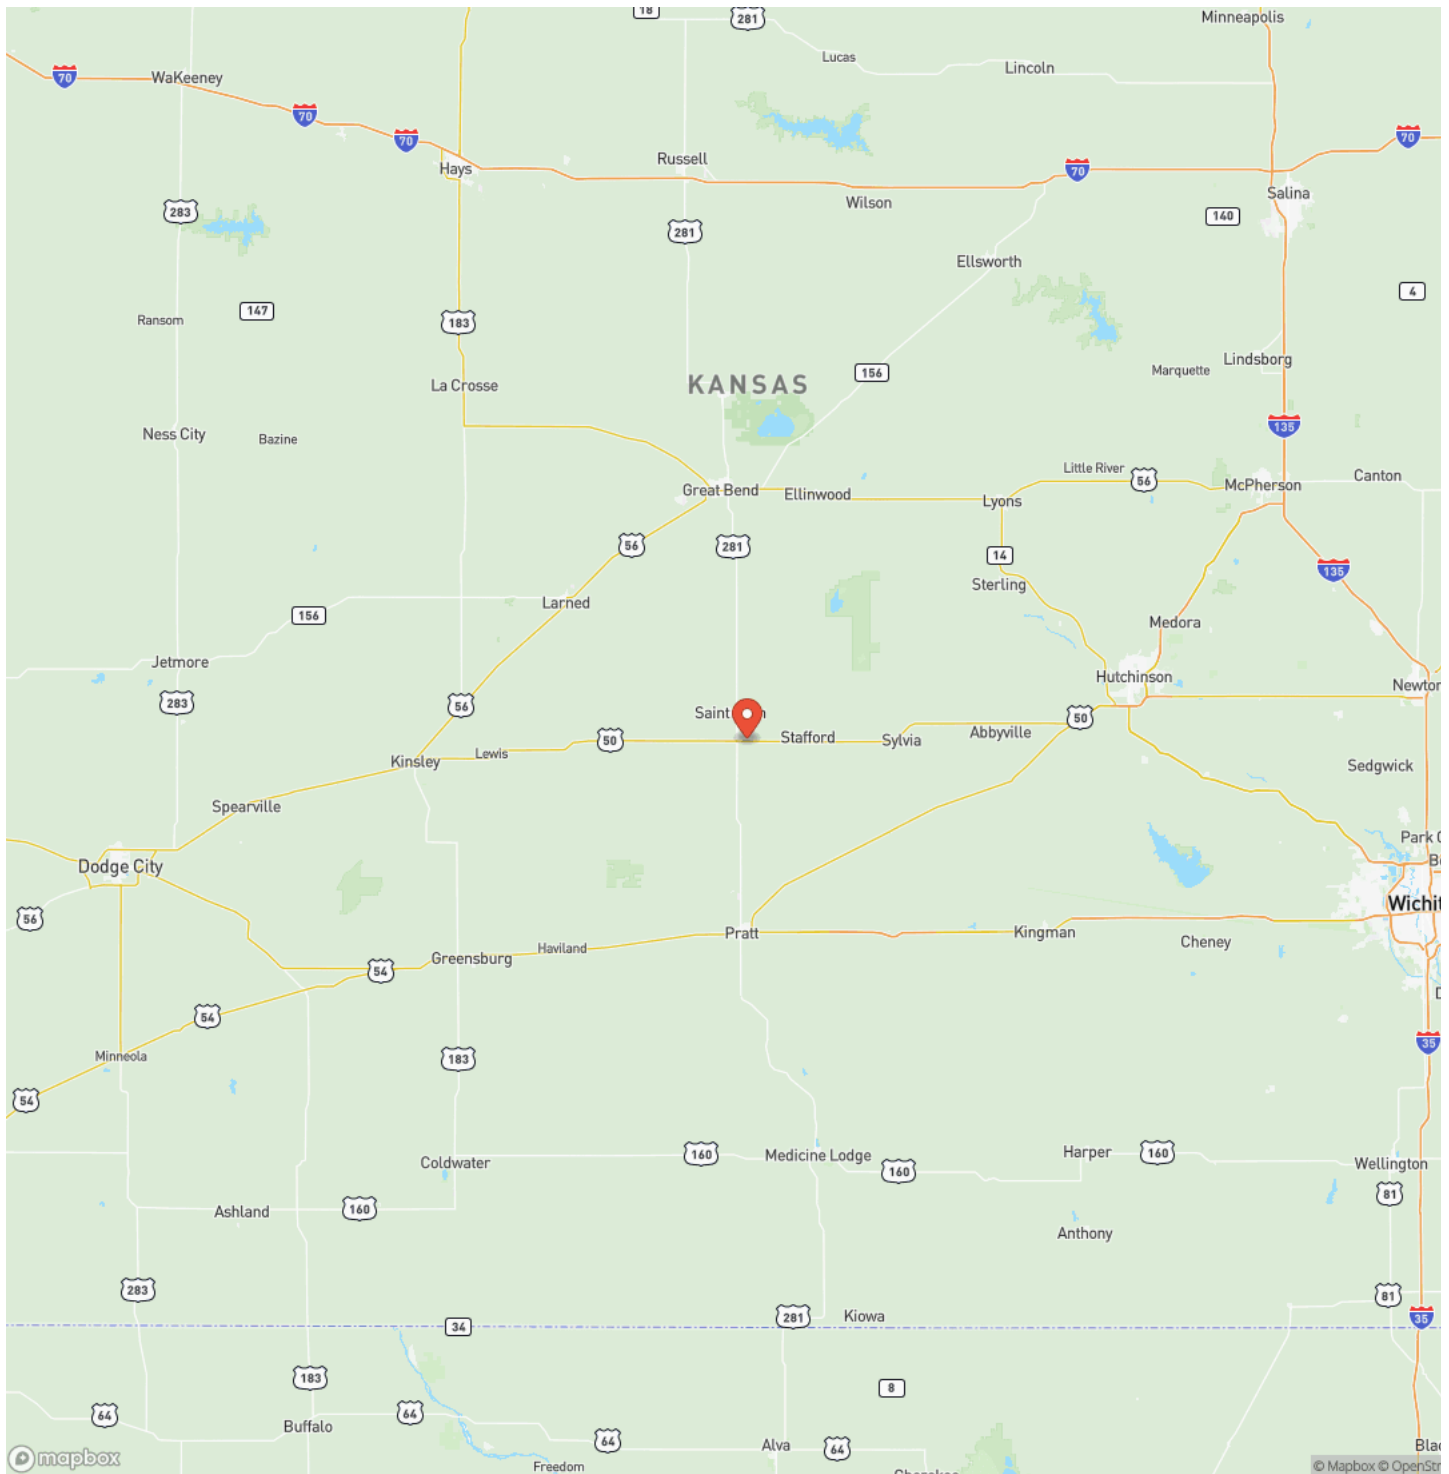 18
281
Minneapolis
Lucas
Lincoln
70
WaKeeney
70
70
70
70
Hays
Russell
Wilson
Salina
283
140
281
Ellsworth
147
Ransom
183
4
Lindsborg
Marquette
156
La Crosse
KANSAS
135
Ness City
Bazine
Little River
56
McPherson
Canton
Great Bend
Ellinwood
Lyons
56
281
14
135
Sterling
Larned
156
Medora
Jetmore
283
Hutchinson
Newton
56
Saint
50
50
Stafford
Sylvia
Abbyville
Kinsley
Lewis
Sedgwick
Spearville
Park C
Dodge City
56
Wichit
Pratt
Kingman
Cheney
Haviland
Greensburg
54
54
Minneola
183
35
54
160
Medicine Lodge
160
Harper
160
Coldwater
Wellington
81
Ashland
160
Anthony
283
281
Kiowa
81
34
35
183
8
64
Buffalo
64
64
Alva
64
Blac
Freedom
mapbox
© Mapbox © OpenStr